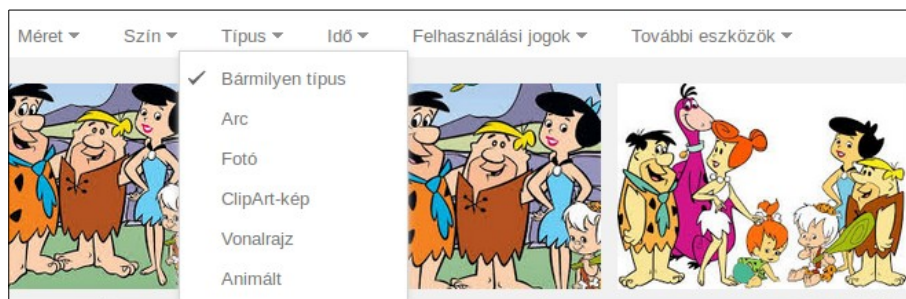 Méret Szín Típus Idő Felhasználási jogok További eszközök
Bármilyen típus
Arc
Fotó
ClipArt-kép
Vonalrajz
Animált